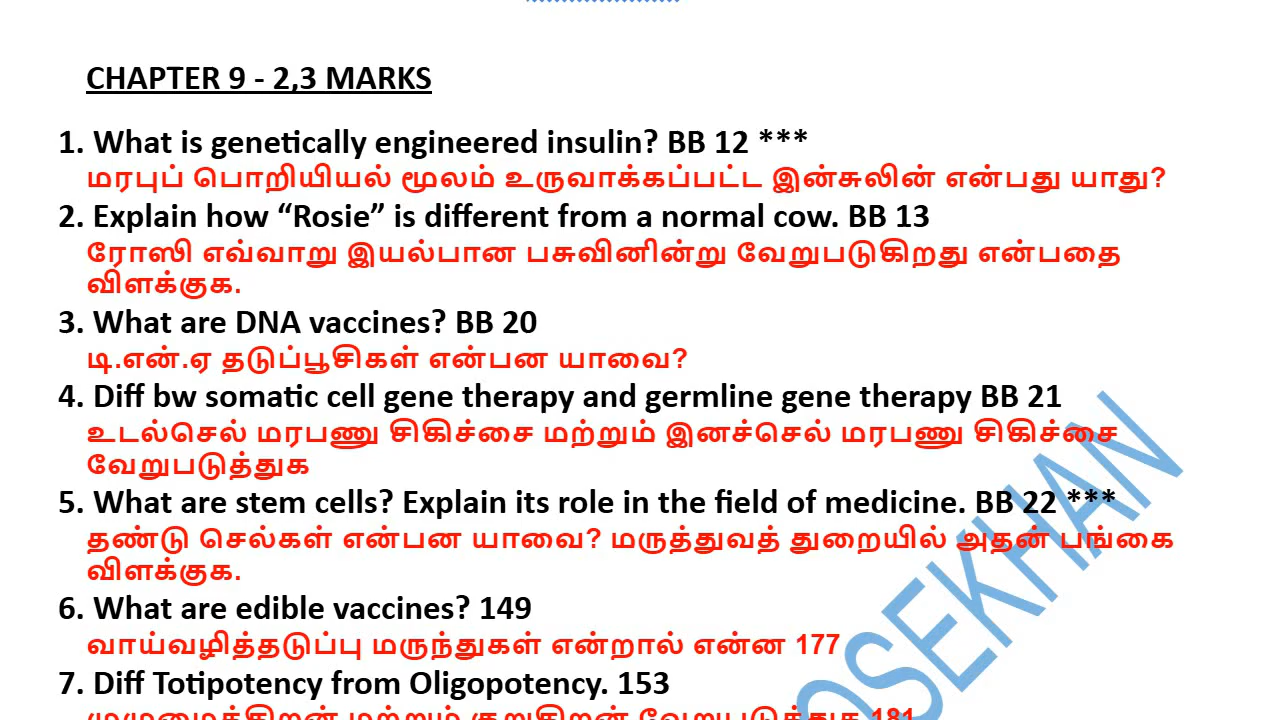 CHAPTER 9 - 2,3 MARKS
1. What is genetically engineered insulin? BB 12 ***
மரபுப் பொறியியல் மூலம் உருவாக்கப்பட்ட இன்சுலின் என்பது யாது?
2. Explain how “Rosie” is different from a normal cow. BB 13
ரோஸி எவ்வாறு இயல்பான பசுவினின்று வேறுபடுகிறது என்பதை
விளக்குக.
3. What are DNA vaccines? BB 20
டி.என்.ஏ தடுப்பூசிகள் என்பன யாவை?
4. Diff bw somatic cell gene therapy and germline gene therapy BB 21
உடல்செல் மரபணு சிகிச்சை மற்றும் இனச்செல் மரபணு சிகிச்சை
வேறுபடுத்துக
5. What are stem cells? Explain its role in the field of medicine. BB 22 ***
தண்டு செல்கள் என்பன யாவை? மருத்துவத் துறையில் அதன் பங்கை
விளக்குக.
6. What are edible vaccines? 149
வாய்வழித்தடுப்பு மருந்துகள் என்றால் என்ன 177
7. Diff Totipotency from Oligopotency. 153
முழுமைத்திறன் மற்றும் குறுதிறன் வேறுபடுத்துக 181
OSEKHAN